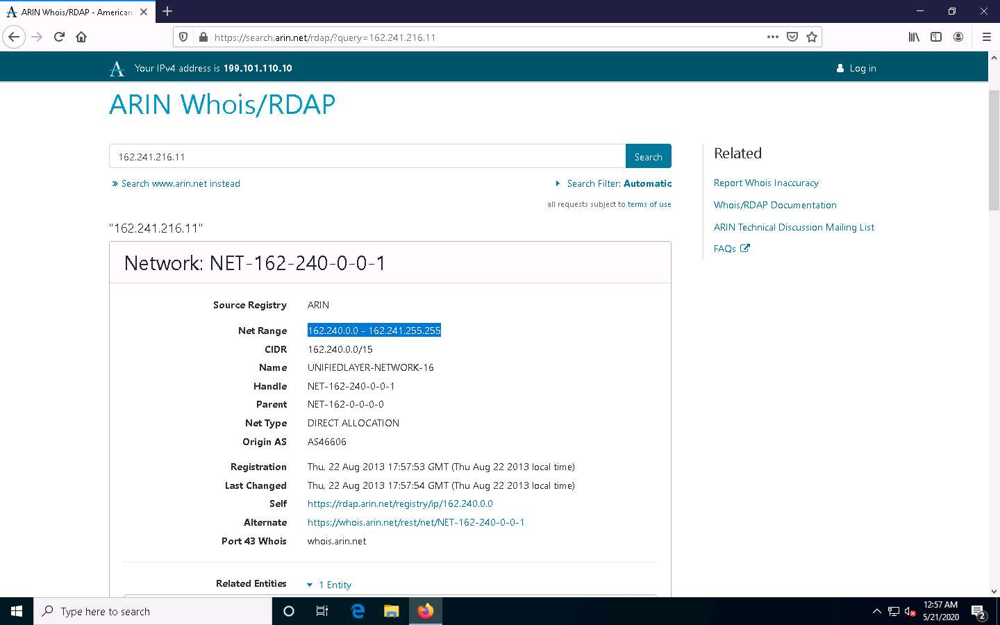 ARIN Whois/RDAP - American
https://search.arin.net/rdap/?query=162.241.216.11
Your IPv4 address is 199.101.110.10
Log in
ARIN Whois/RDAP
162.241.216.11
Search
Search www.arin.net instead
Search Filter: Automatic
all requests subject to terms of use
Related
Report Whois Inaccuracy
Whois/RDAP Documentation
ARIN Technical Discussion Mailing List
FAQs
"162.241.216.11"
Network: NET-162-240-0-0-1
Source Registry ARIN
Net Range 162.240.0.0 - 162.241.255.255
CIDR 162.240.0.0/15
Name UNIFIEDLAYER-NETWORK-16
Handle NET-162-240-0-0-1
Parent NET-162-0-0-0-0
Net Type DIRECT ALLOCATION
Origin AS AS46606
Registration Thu, 22 Aug 2013 17:57:53 GMT (Thu Aug 22 2013 local time)
Last Changed Thu, 22 Aug 2013 17:57:54 GMT (Thu Aug 22 2013 local time)
Self https://rdap.arin.net/registry/ip/162.240.0.0
Alternate https://whois.arin.net/rest/net/NET-162-240-0-0-1
Port 43 Whois whois.arin.net
Related Entities 1 Entity
Type here to search
12:57 AM
5/21/2020
2